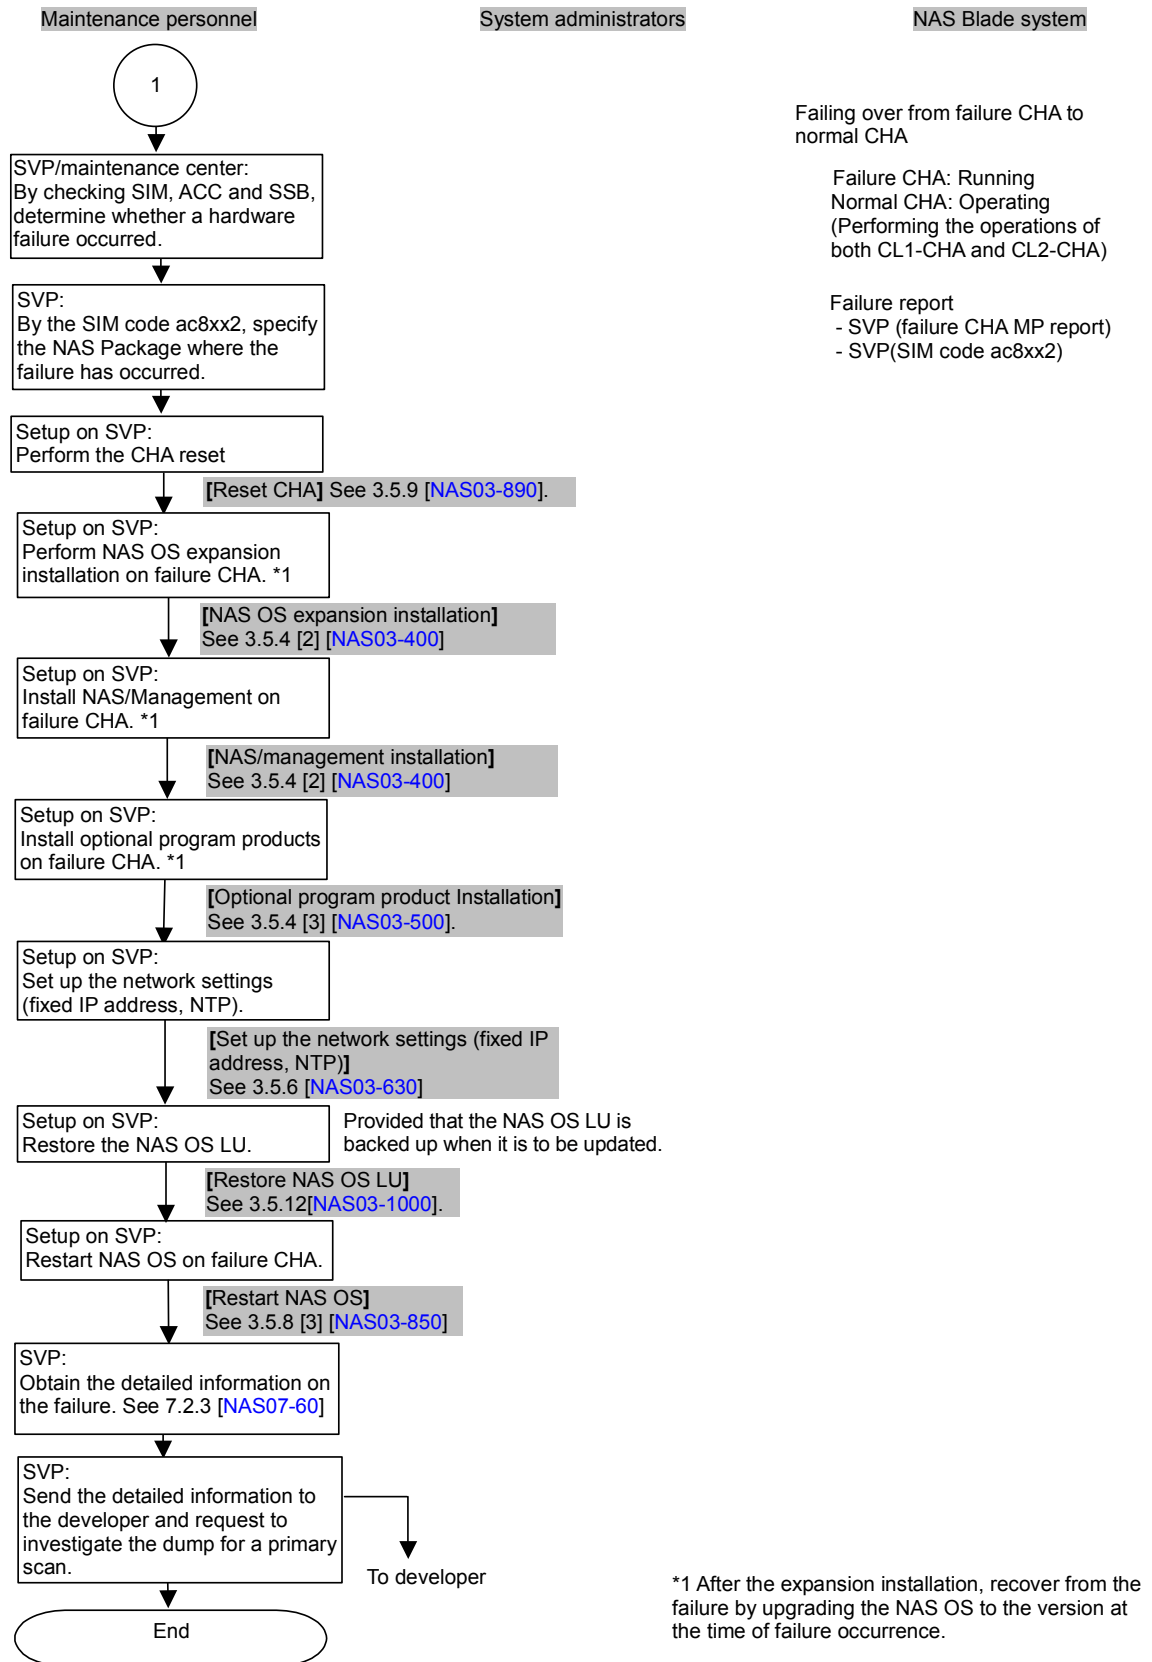 Maintenance personnel
System administrators
NAS Blade system
1
Failing over from failure CHA to
normal CHA
Failure CHA: Running
Normal CHA: Operating
(Performing the operations of
both CL1-CHA and CL2-CHA)
Failure report
- SVP (failure CHA MP report)
- SVP(SIM code ac8xx2)
SVP/maintenance center:
By checking SIM, ACC and SSB,
determine whether a hardware
failure occurred.
SVP:
By the SIM code ac8xx2, specify
the NAS Package where the
failure has occurred.
Setup on SVP:
Perform the CHA reset
[Reset CHA] See 3.5.9 [NAS03-890].
Setup on SVP:
Perform NAS OS expansion
installation on failure CHA. *1
[NAS OS expansion installation]
See 3.5.4 [2] [NAS03-400]
Setup on SVP:
Install NAS/Management on
failure CHA. *1
[NAS/management installation]
See 3.5.4 [2] [NAS03-400]
Setup on SVP:
Install optional program products
on failure CHA. *1
[Optional program product Installation]
See 3.5.4 [3] [NAS03-500].
Setup on SVP:
Set up the network settings
(fixed IP address, NTP).
[Set up the network settings (fixed IP
address, NTP)]
See 3.5.6 [NAS03-630]
Setup on SVP:
Restore the NAS OS LU.
Provided that the NAS OS LU is
backed up when it is to be updated.
[Restore NAS OS LU]
See 3.5.12[NAS03-1000].
Setup on SVP:
Restart NAS OS on failure CHA.
[Restart NAS OS]
See 3.5.8 [3] [NAS03-850]
SVP:
Obtain the detailed information on
the failure. See 7.2.3 [NAS07-60]
SVP:
Send the detailed information to
the developer and request to
investigate the dump for a primary
scan.
To developer
End
*1 After the expansion installation, recover from the
failure by upgrading the NAS OS to the version at
the time of failure occurrence.